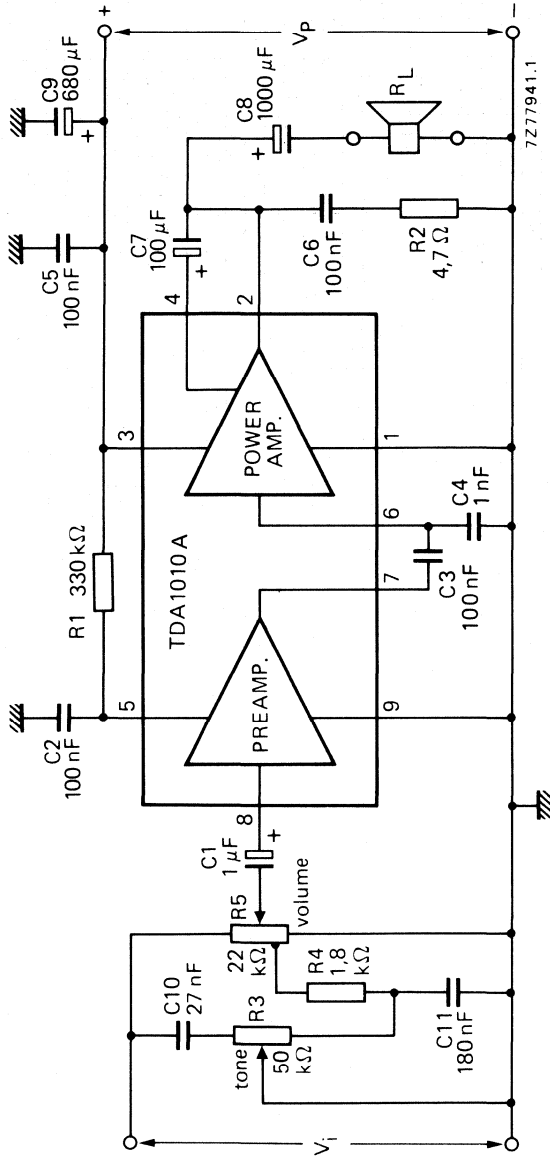 +
−
C9
680 μF
+
C5
100 nF
R1 330 kΩ
C2
100 nF
VP
C8
1000 μF
+
RL
C7
100 μF
+
C6
100 nF
R2
4,7 Ω
7Z77941.1
3
4
2
5
TDA1010A
POWER
AMP.
PREAMP.
1
6
7
9
8
C4
1 nF
C3
100 nF
C1
1 μF
+
R5
volume
22
kΩ
C10
27 nF
R3
tone
50
kΩ
R4
1,8
kΩ
C11
180 nF
Vi